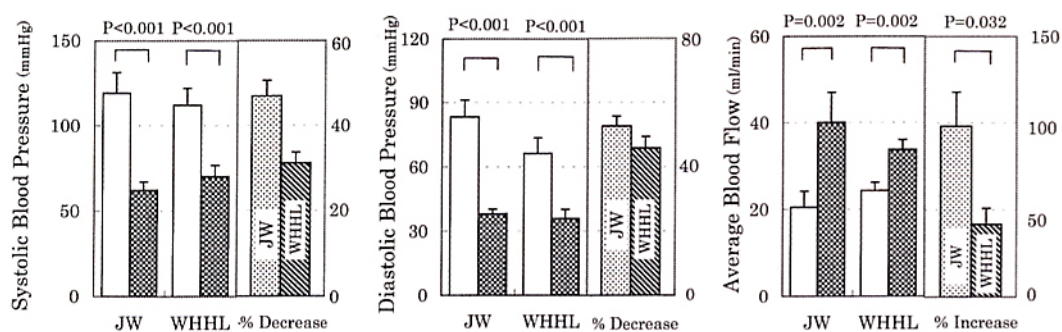 P<0.001 P<0.001
Systolic Blood Pressure (mmHg)
150
100
50
0
60
40
20
0
JW
WHHL
JW WHHL -% Decrease
P<0.001 P<0.001
Diastolic Blood Pressure (mmHg)
120
90
60
30
0
80
40
0
JW
WHHL
JW WHHL % Decrease
P=0.002 P=0.002 P=0.032
Average Blood Flow (ml/min)
60
40
20
0
150
100
50
0
JW
WHHL
JW WHHL % Increase